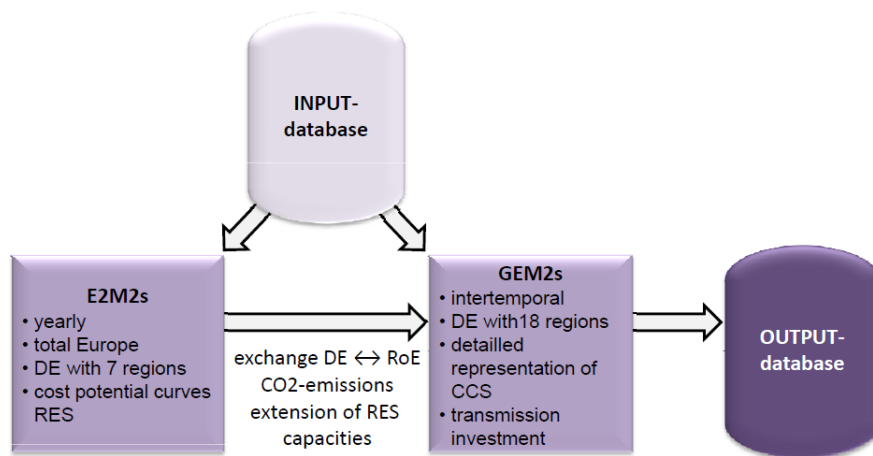 INPUT-
database
E2M2s
• yearly
• total Europe
• DE with 7 regions
• cost potential curves
RES
exchange DE ↔ RoE
CO2-emissions
extension of RES
capacities
GEM2s
• intertemporal
• DE with18 regions
• detailled
representation of
CCS
• transmission
investment
OUTPUT-
database